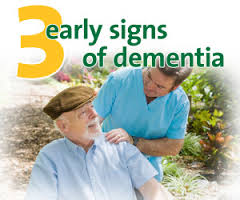 3 early signs
of dementia